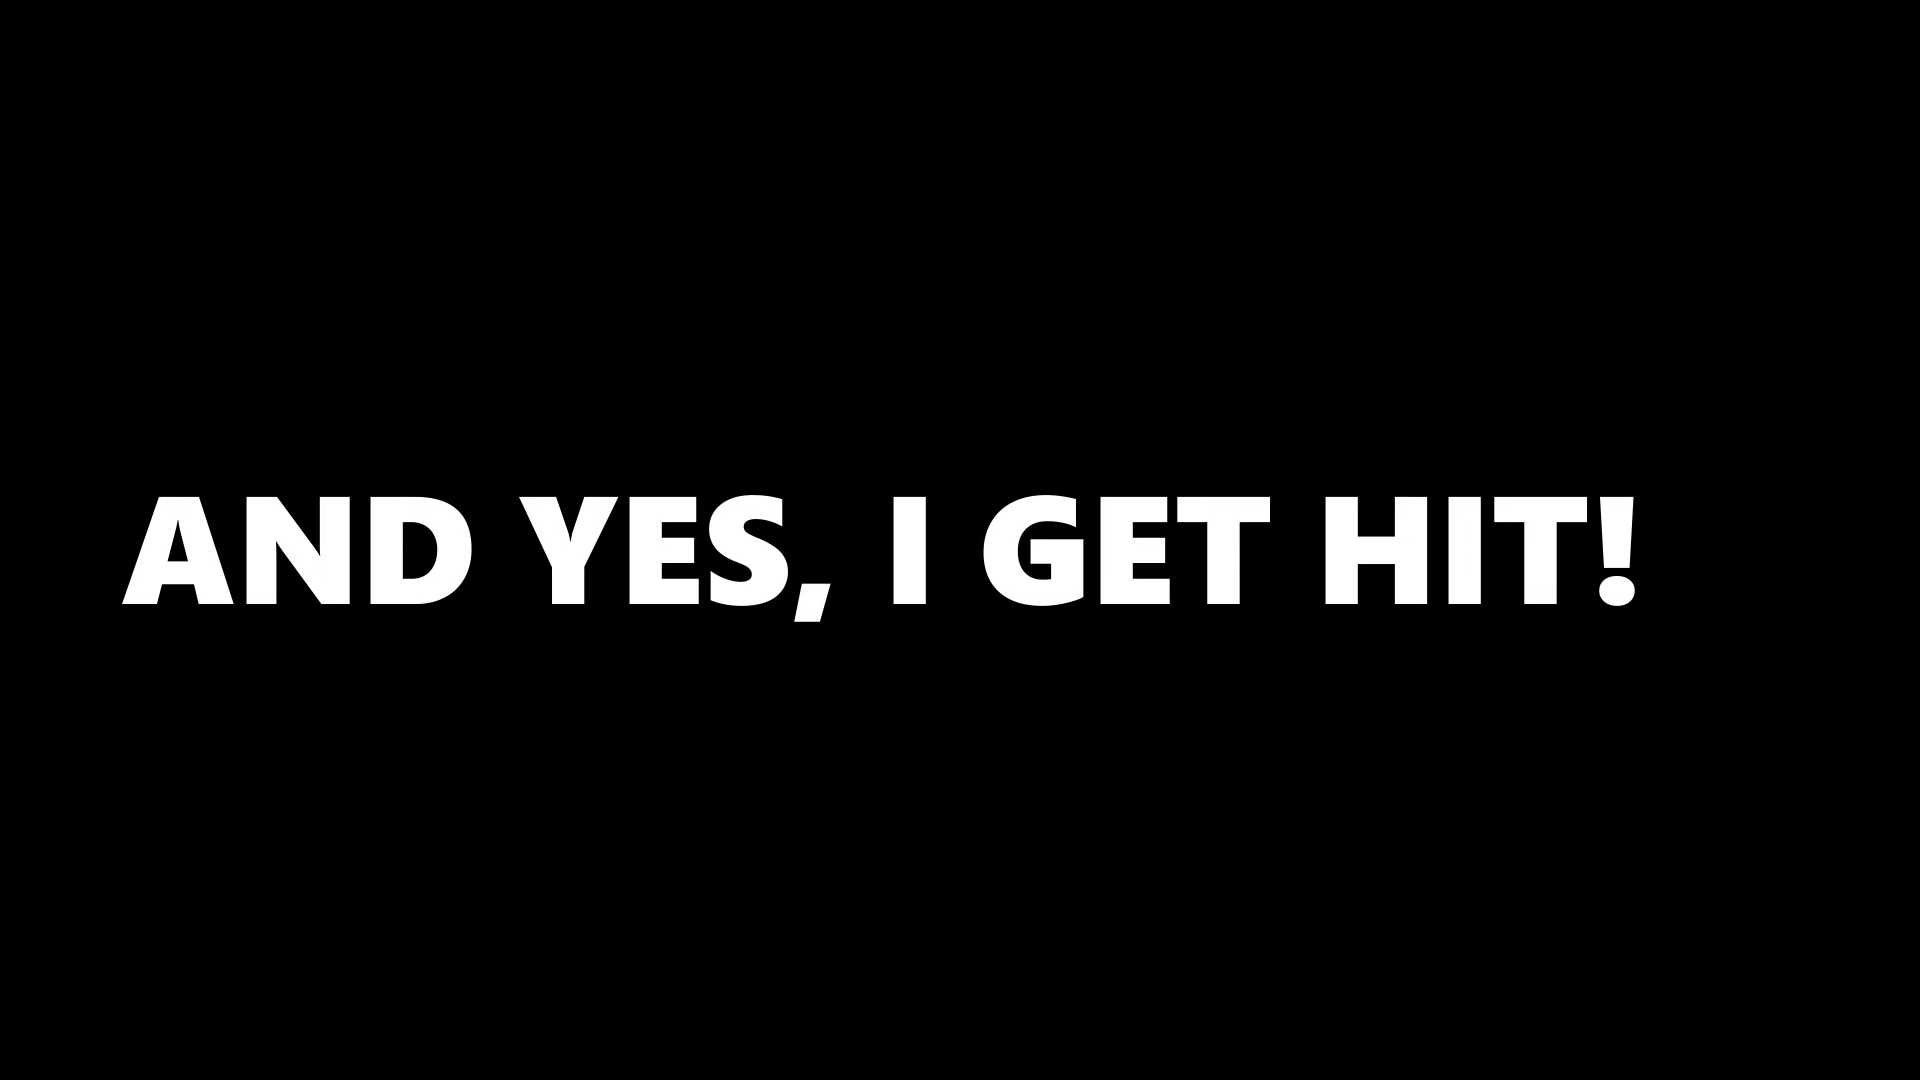 AND YES, I GET HIT!